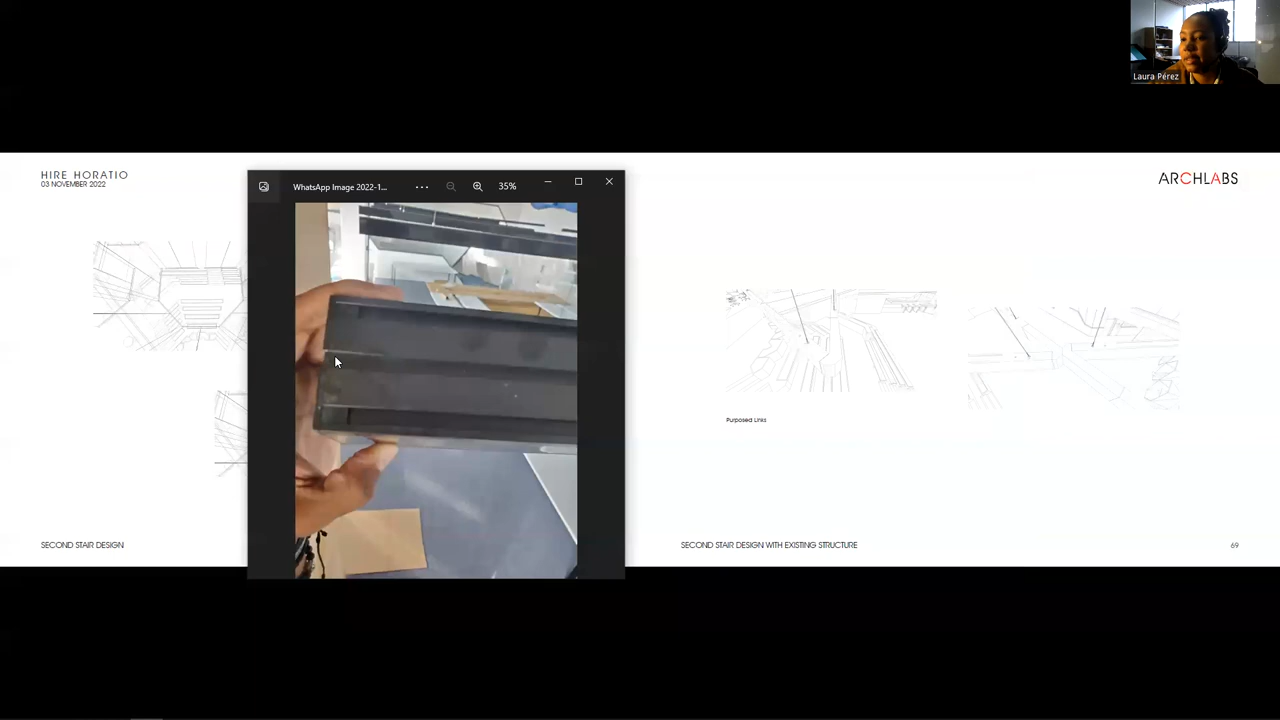 Laura Pérez
HIRE HORATIO
03 NOVEMBER 2022
ARCHLABS
WhatsApp Image 2022-1...
35%
Purposed Links
SECOND STAIR DESIGN
SECOND STAIR DESIGN WITH EXISTING STRUCTURE
69